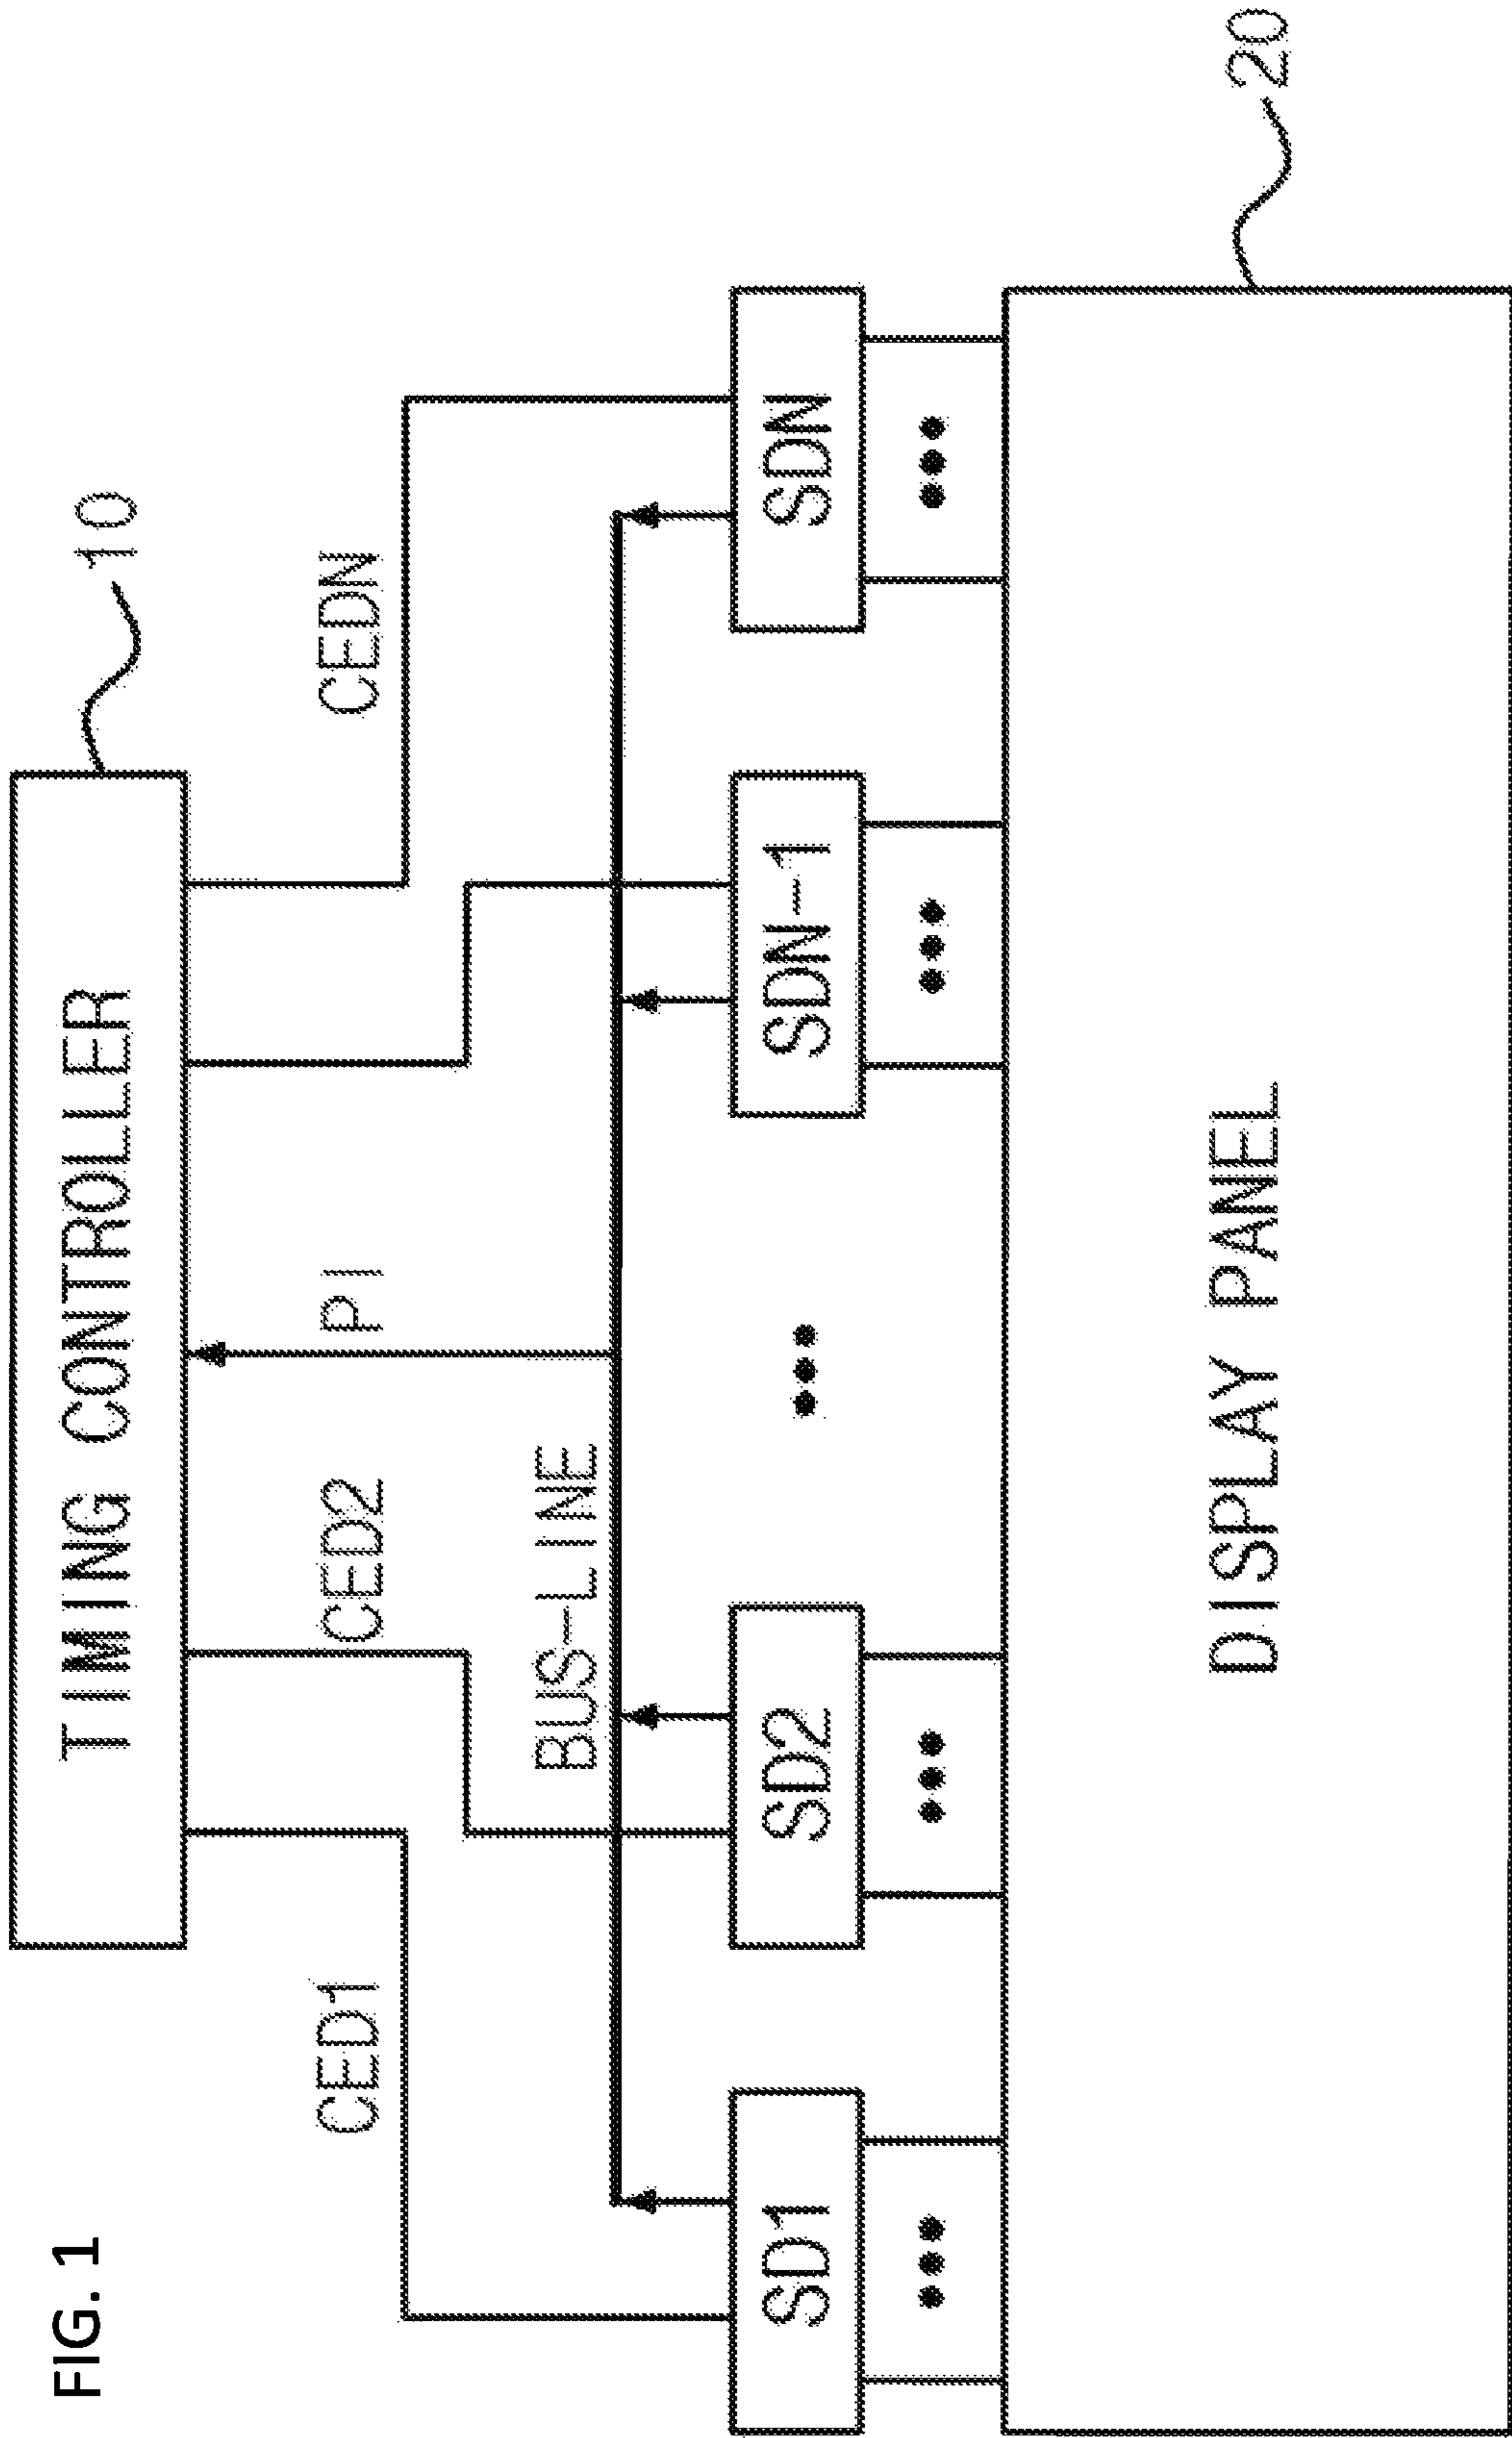 FIG. 1
TIMING CONTROLLER
10
CED1
CED2
PI
CEDN
BUS-LINE
SD1
SD2
SDN-1
SDN
DISPLAY PANEL
20